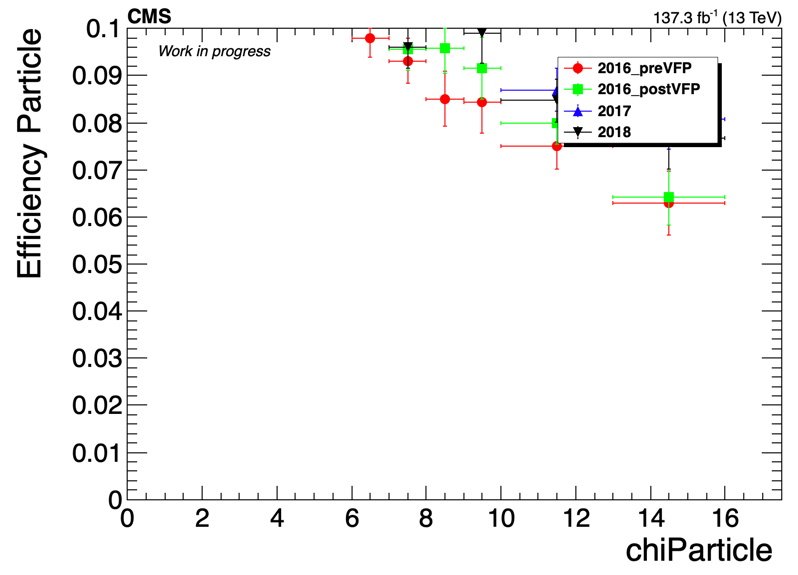 CMS 137.3 fb⁻¹ (13 TeV)
Work in progress
Efficiency Particle
0.1
0.09
0.08
0.07
0.06
0.05
0.04
0.03
0.02
0.01
0
2016_preVFP
2016_postVFP
2017
2018
0 2 4 6 8 10 12 14 16
chiParticle